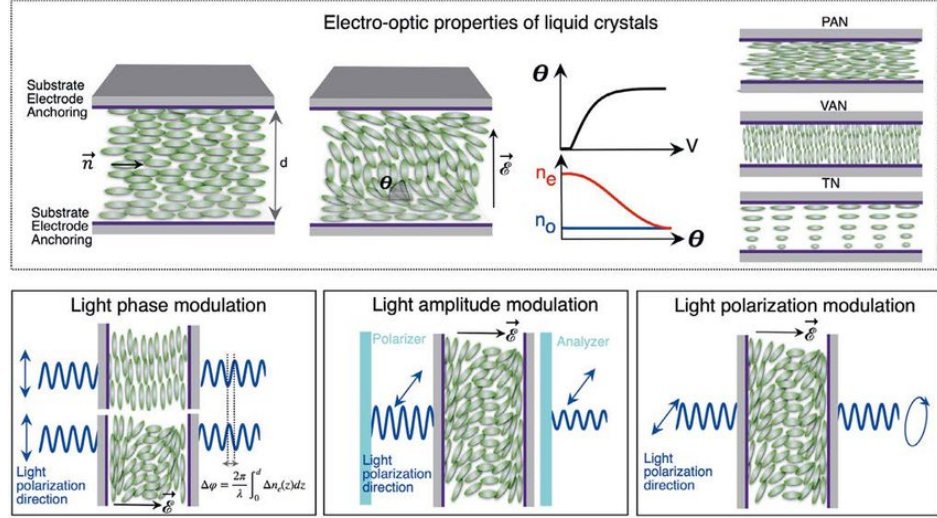 Electro-optic properties of liquid crystals
Substrate
Electrode
Anchoring
n⃗
d
Substrate
Electrode
Anchoring
θ
ℰ⃗
θ
V
nₑ
nₒ
θ
PAN
VAN
TN
Light phase modulation
Light
polarization
direction
ℰ⃗
Δφ = 2π/λ ∫₀ᵈ Δnₑ(z)dz
Light amplitude modulation
Polarizer
ℰ⃗
Analyzer
Light
polarization
direction
Light polarization modulation
ℰ⃗
Light
polarization
direction